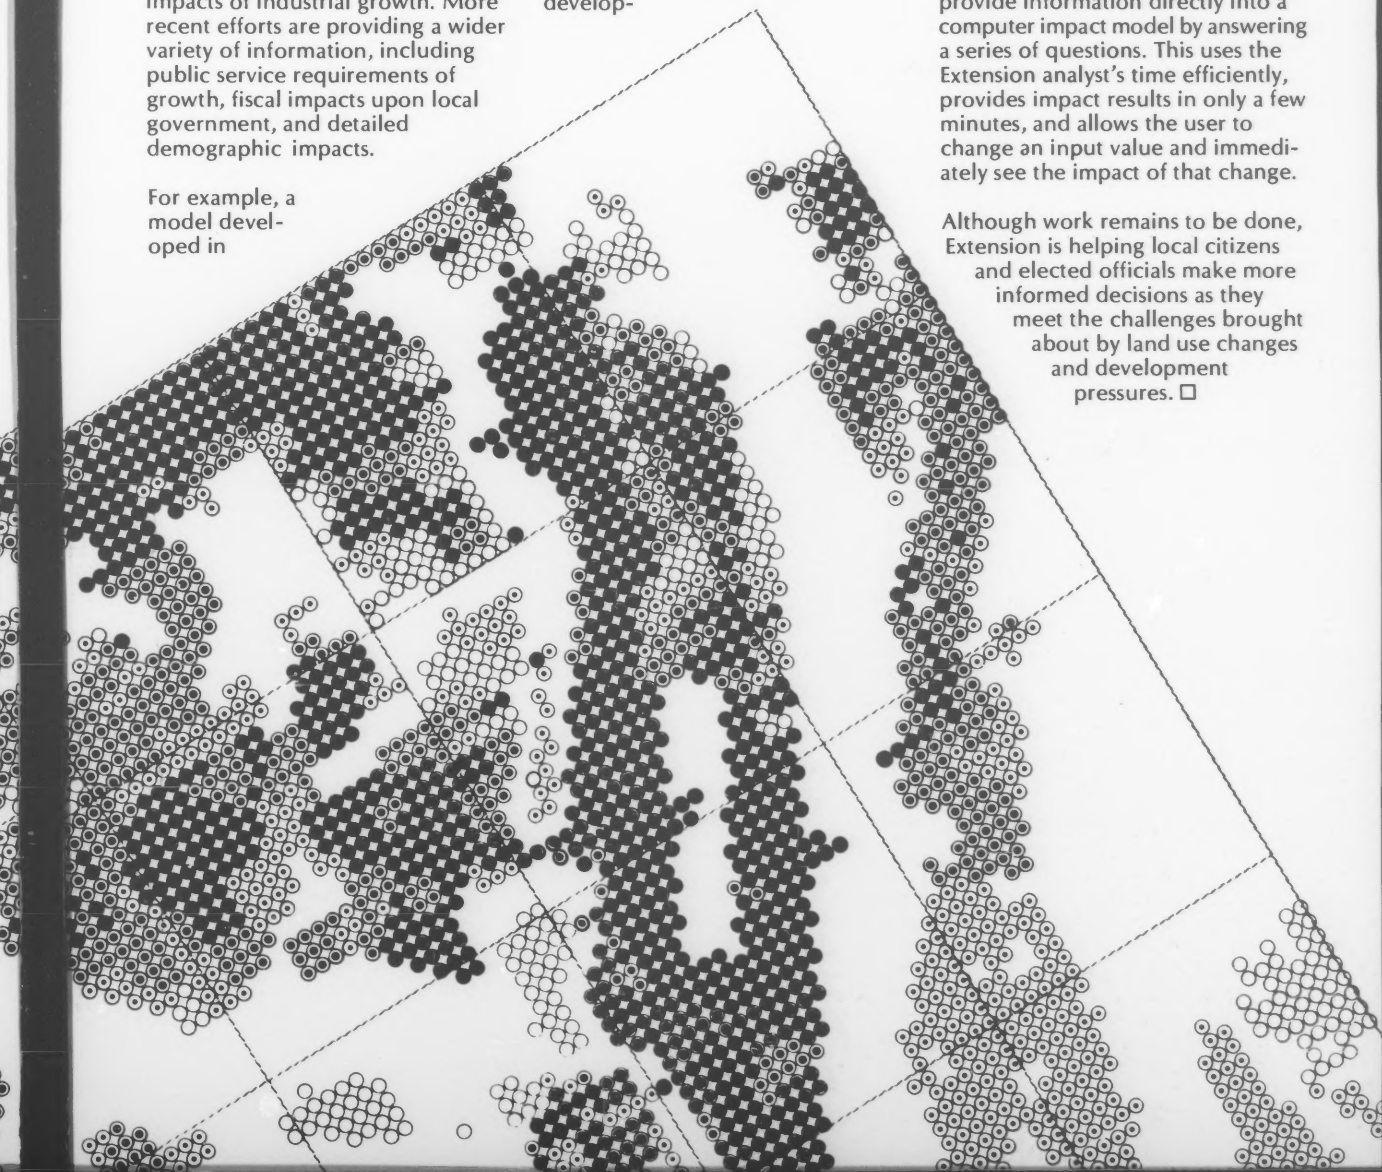 impacts of industrial growth. More
recent efforts are providing a wider
variety of information, including
public service requirements of
growth, fiscal impacts upon local
government, and detailed
demographic impacts.
For example, a
model devel-
oped in
develop-
provide information directly into a
computer impact model by answering
a series of questions. This uses the
Extension analyst's time efficiently,
provides impact results in only a few
minutes, and allows the user to
change an input value and immedi-
ately see the impact of that change.
Although work remains to be done,
Extension is helping local citizens
and elected officials make more
informed decisions as they
meet the challenges brought
about by land use changes
and development
pressures. □